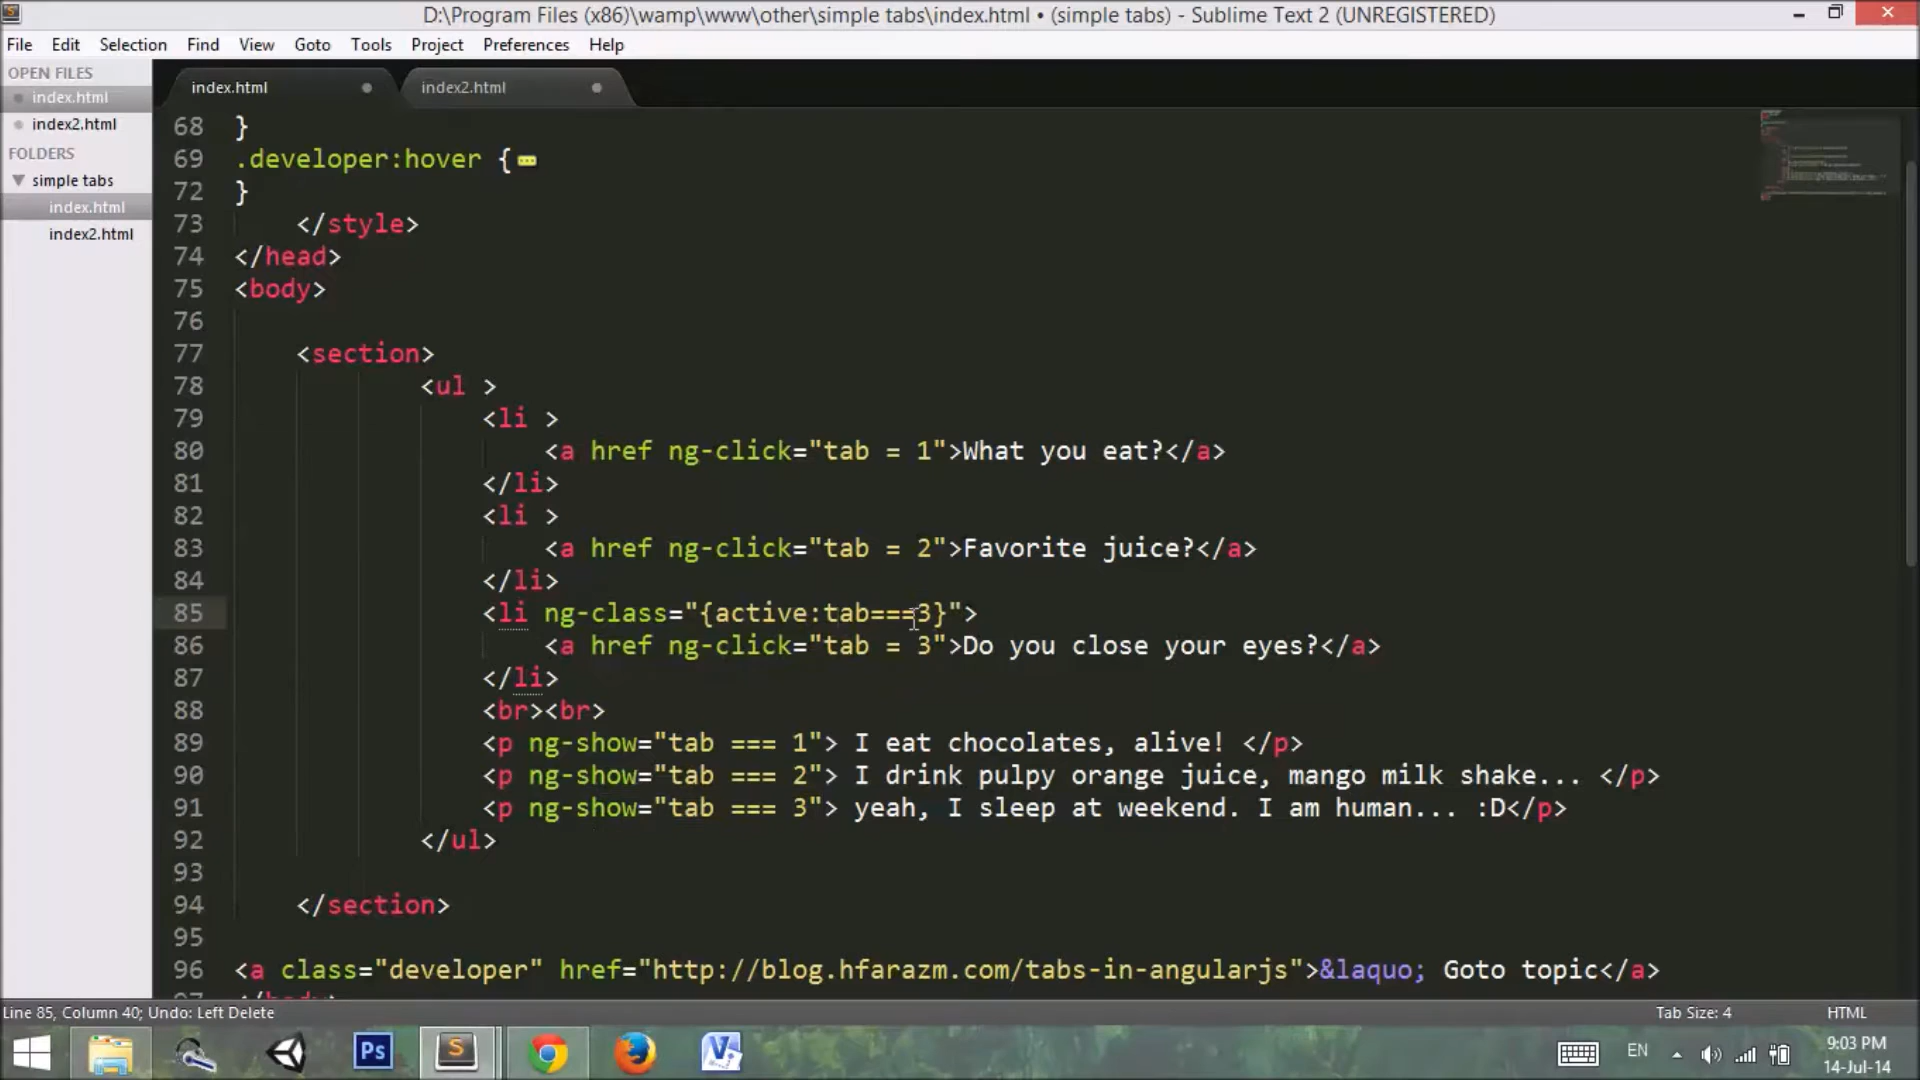 D:\Program Files (x86)\wamp\www\other\simple tabs\index.html • (simple tabs) - Sublime Text 2 (UNREGISTERED)
File Edit Selection Find View Goto Tools Project Preferences Help
OPEN FILES
index.html
index2.html
FOLDERS
simple tabs
index.html
index2.html
index.html index2.html
68 }
69 .developer:hover {
72 }
73 </style>
74 </head>
75 <body>
76
77 <section>
78 <ul >
79 <li >
80 <a href ng-click="tab = 1">What you eat?</a>
81 </li>
82 <li >
83 <a href ng-click="tab = 2">Favorite juice?</a>
84 </li>
85 <li ng-class="{active:tab===3}">
86 <a href ng-click="tab = 3">Do you close your eyes?</a>
87 </li>
88 <br><br>
89 <p ng-show="tab === 1"> I eat chocolates, alive! </p>
90 <p ng-show="tab === 2"> I drink pulpy orange juice, mango milk shake... </p>
91 <p ng-show="tab === 3"> yeah, I sleep at weekend. I am human... :D</p>
92 </ul>
93
94 </section>
95
96 <a class="developer" href="http://blog.hfarazm.com/tabs-in-angularjs">&laquo; Goto topic</a>
97 </body>
Line 85, Column 40; Undo: Left Delete Tab Size: 4 HTML
Ps
EN
9:03 PM
14-Jul-14